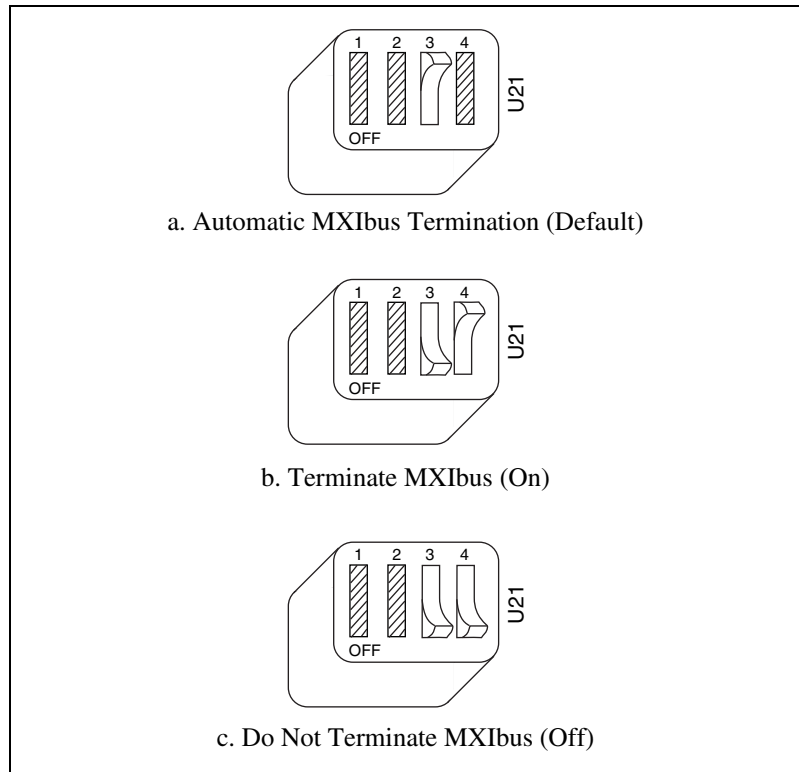 1 2 3 4
OFF
U21
a. Automatic MXIbus Termination (Default)
1 2 3 4
OFF
U21
b. Terminate MXIbus (On)
1 2 3 4
OFF
U21
c. Do Not Terminate MXIbus (Off)